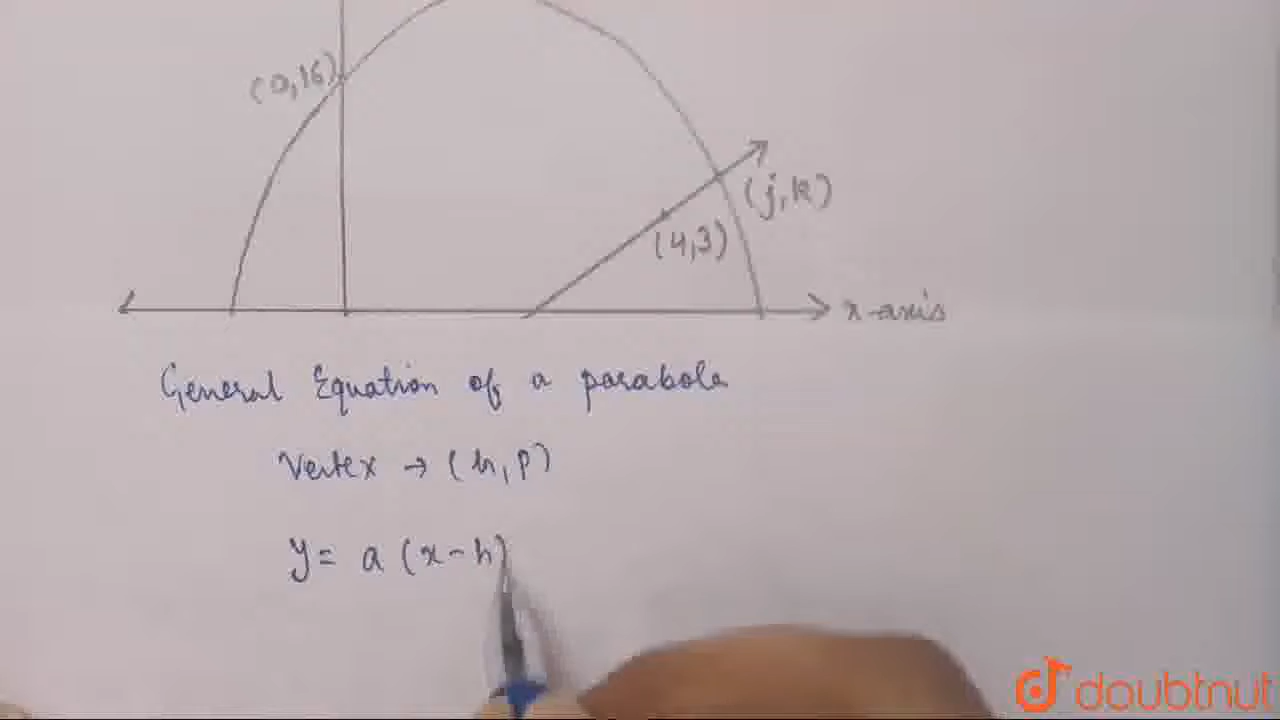 (0,16)
(j,k)
(4,3)
x-axis
General Equation of a parabola
Vertex → (h, p)
y = a (x-h)
doubtnut